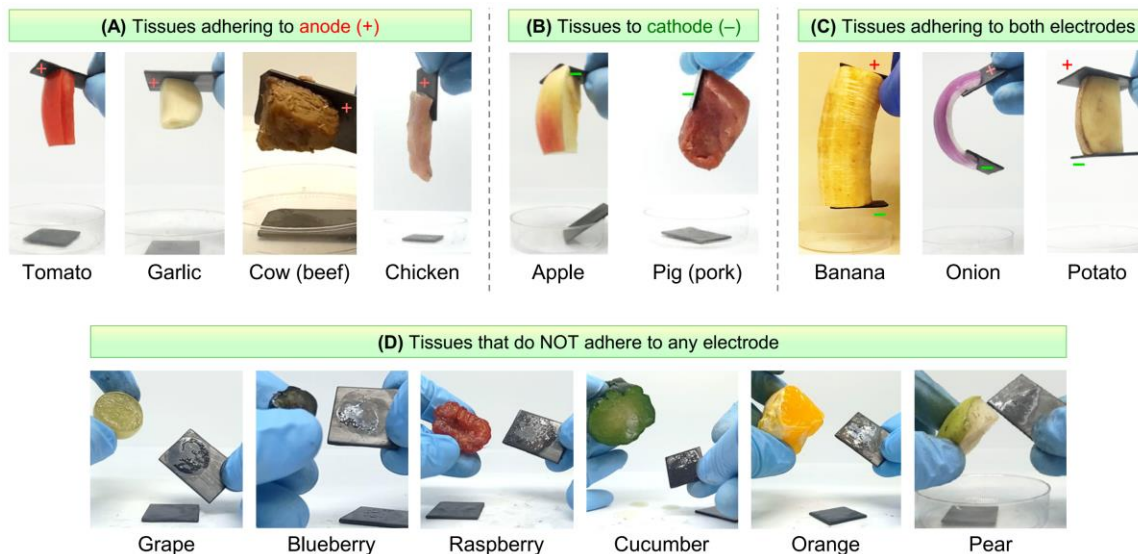 (A) Tissues adhering to anode (+)
(B) Tissues to cathode (–)
(C) Tissues adhering to both electrodes
+
+
+
+
–
–
+
–
+
–
+
–
Tomato
Garlic
Cow (beef)
Chicken
Apple
Pig (pork)
Banana
Onion
Potato
(D) Tissues that do NOT adhere to any electrode
Grape
Blueberry
Raspberry
Cucumber
Orange
Pear